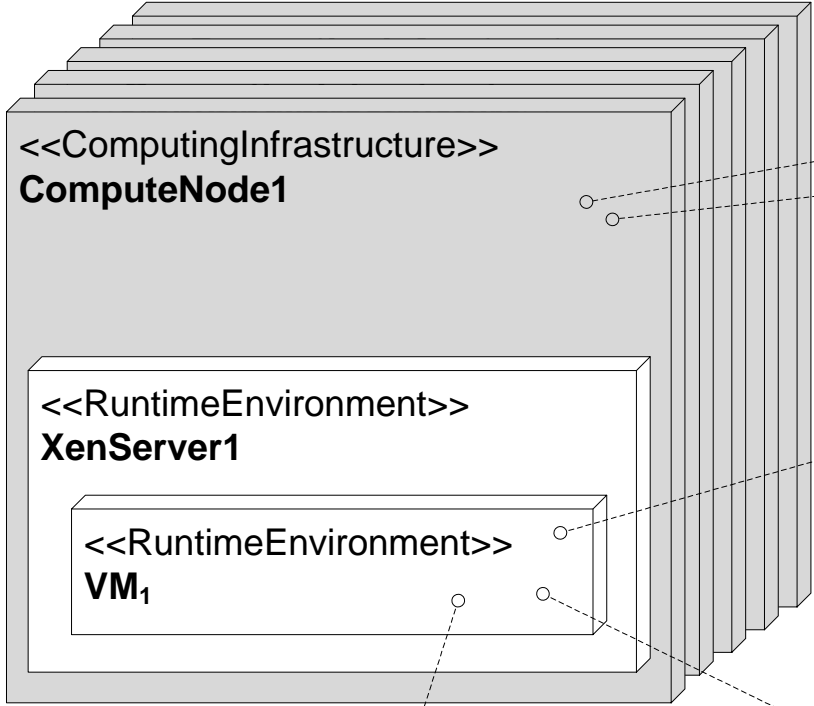 <<ComputingInfrastructure>>
ComputeNode1
<<RuntimeEnvironment>>
XenServer1
<<RuntimeEnvironment>>
VM₁